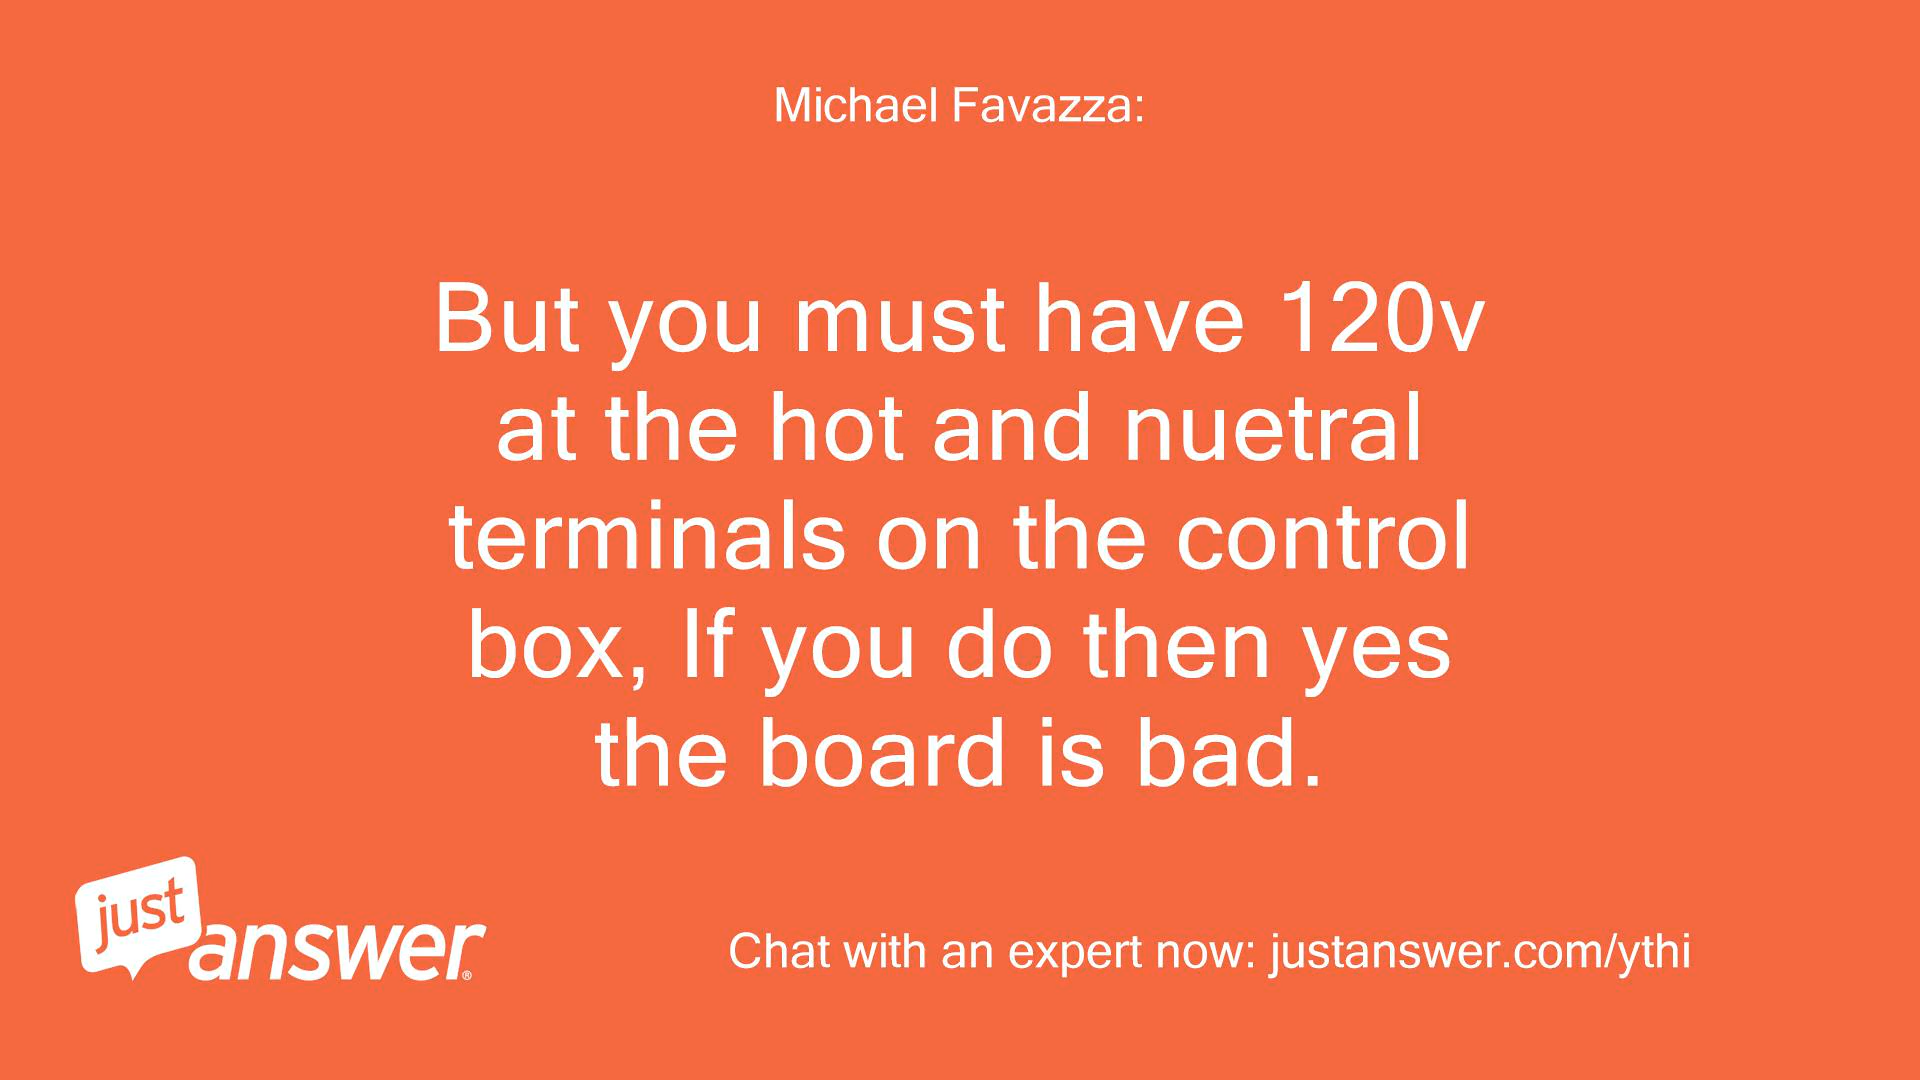 Michael Favazza:
But you must have 120v
at the hot and nuetral
terminals on the control
box, If you do then yes
the board is bad.
just
answer®
Chat with an expert now: justanswer.com/ythi